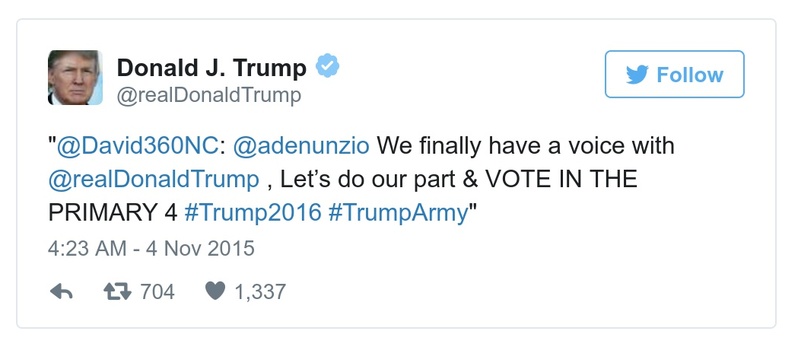 Donald J. Trump
@realDonaldTrump
Follow
"@David360NC: @adenunzio We finally have a voice with
@realDonaldTrump , Let’s do our part & VOTE IN THE
PRIMARY 4 #Trump2016 #TrumpArmy"
4:23 AM - 4 Nov 2015
704 1,337